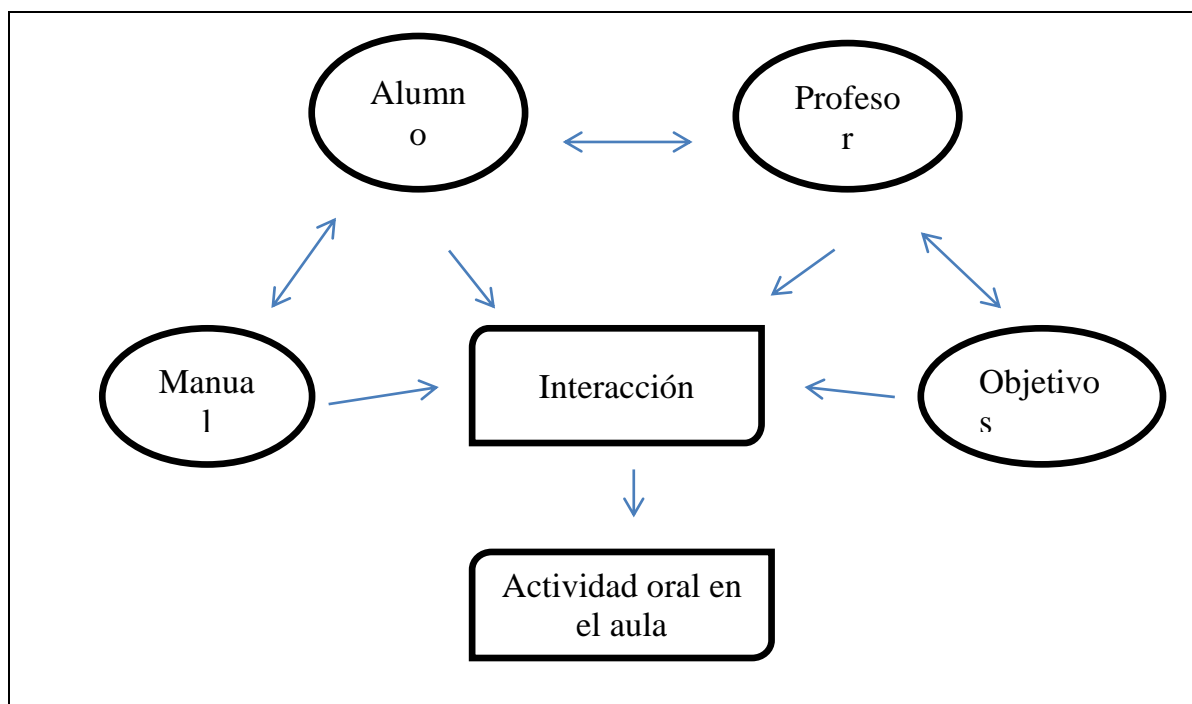 Alumn
o
Profeso
r
Manua
l
Interacción
Objetivo
s
Actividad oral en
el aula